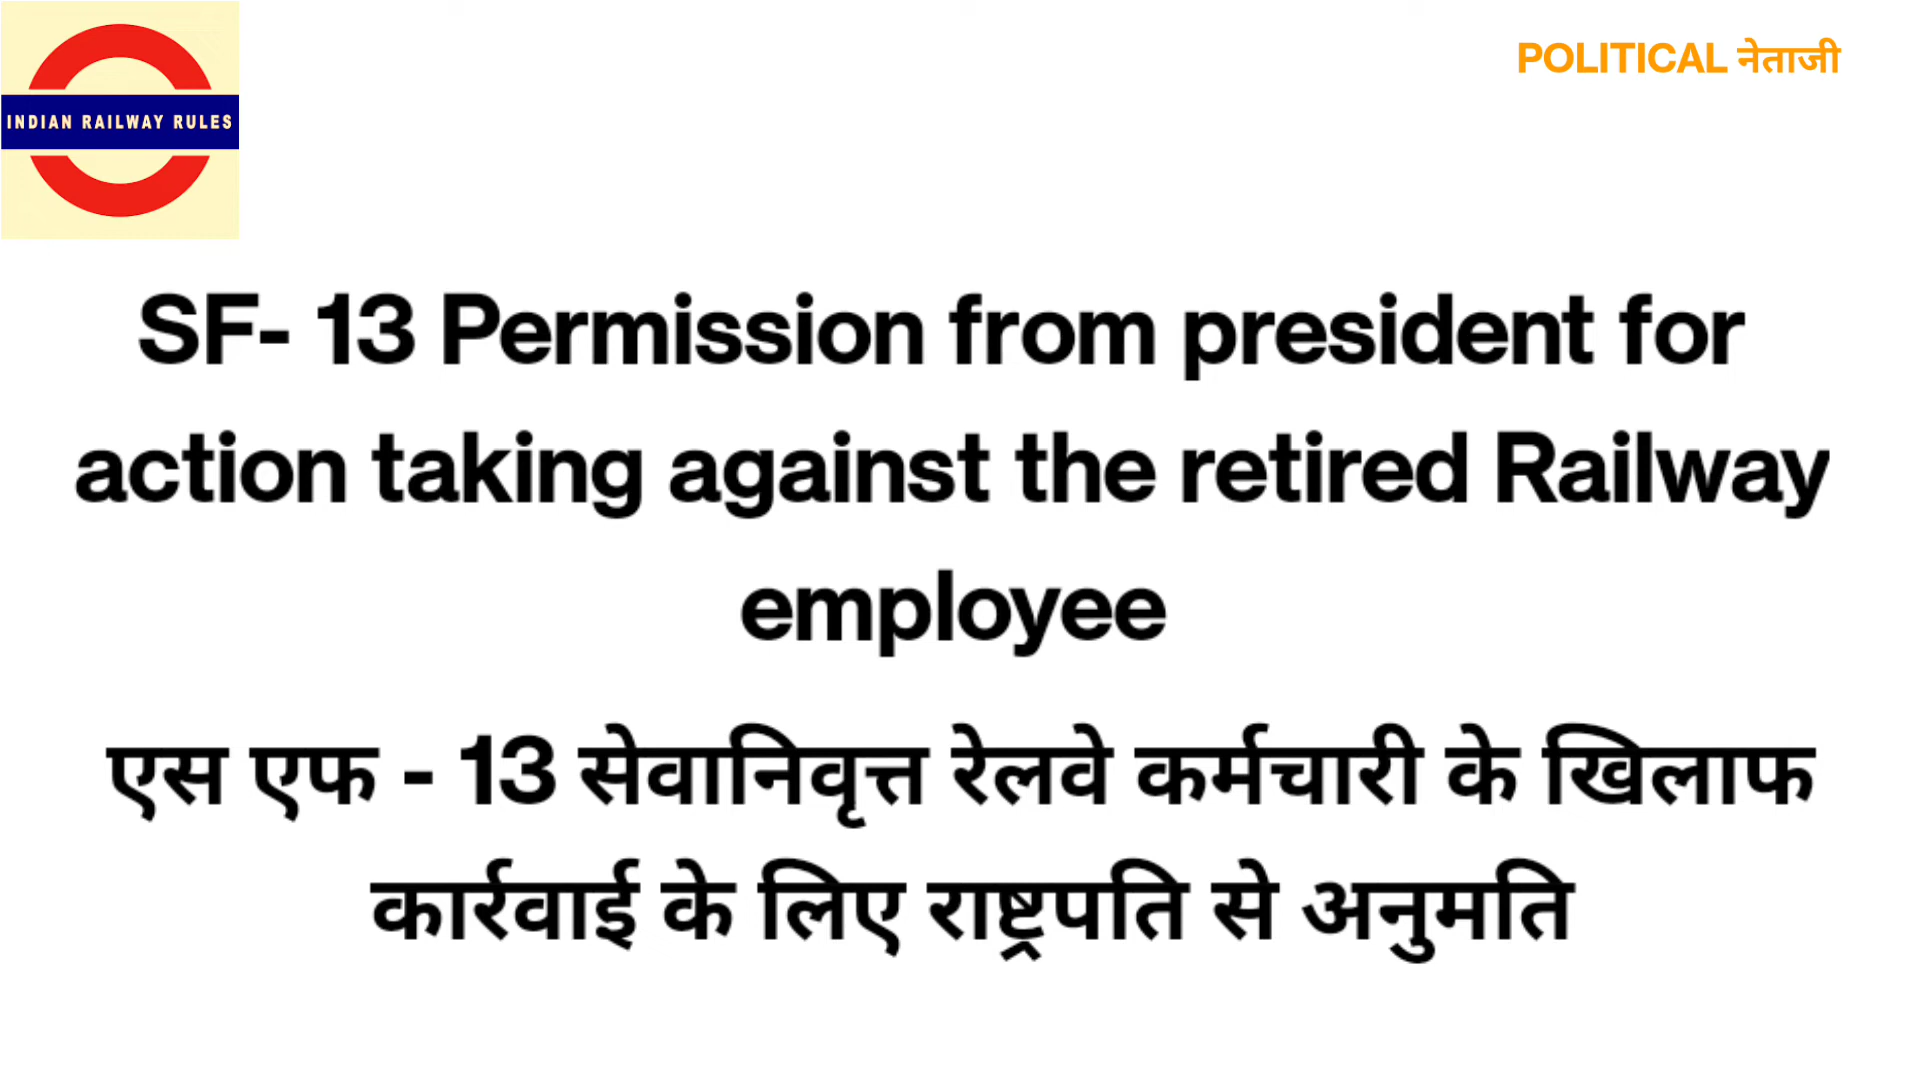 INDIAN RAILWAY RULES
POLITICAL नेताजी
SF- 13 Permission from president for
action taking against the retired Railway
employee
एस एफ - 13 सेवानिवृत्त रेलवे कर्मचारी के खिलाफ
कार्रवाई के लिए राष्ट्रपति से अनुमति